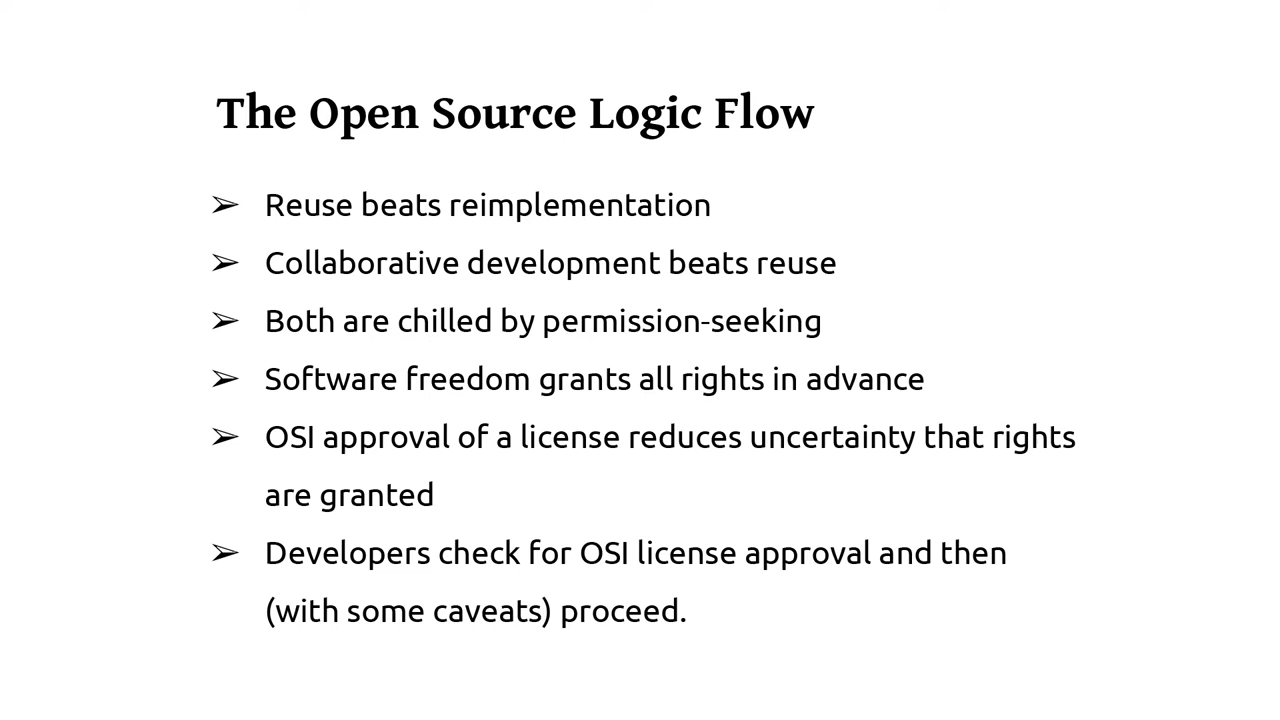 The Open Source Logic Flow
➢ Reuse beats reimplementation
➢ Collaborative development beats reuse
➢ Both are chilled by permission-seeking
➢ Software freedom grants all rights in advance
➢ OSI approval of a license reduces uncertainty that rights
are granted
➢ Developers check for OSI license approval and then
(with some caveats) proceed.